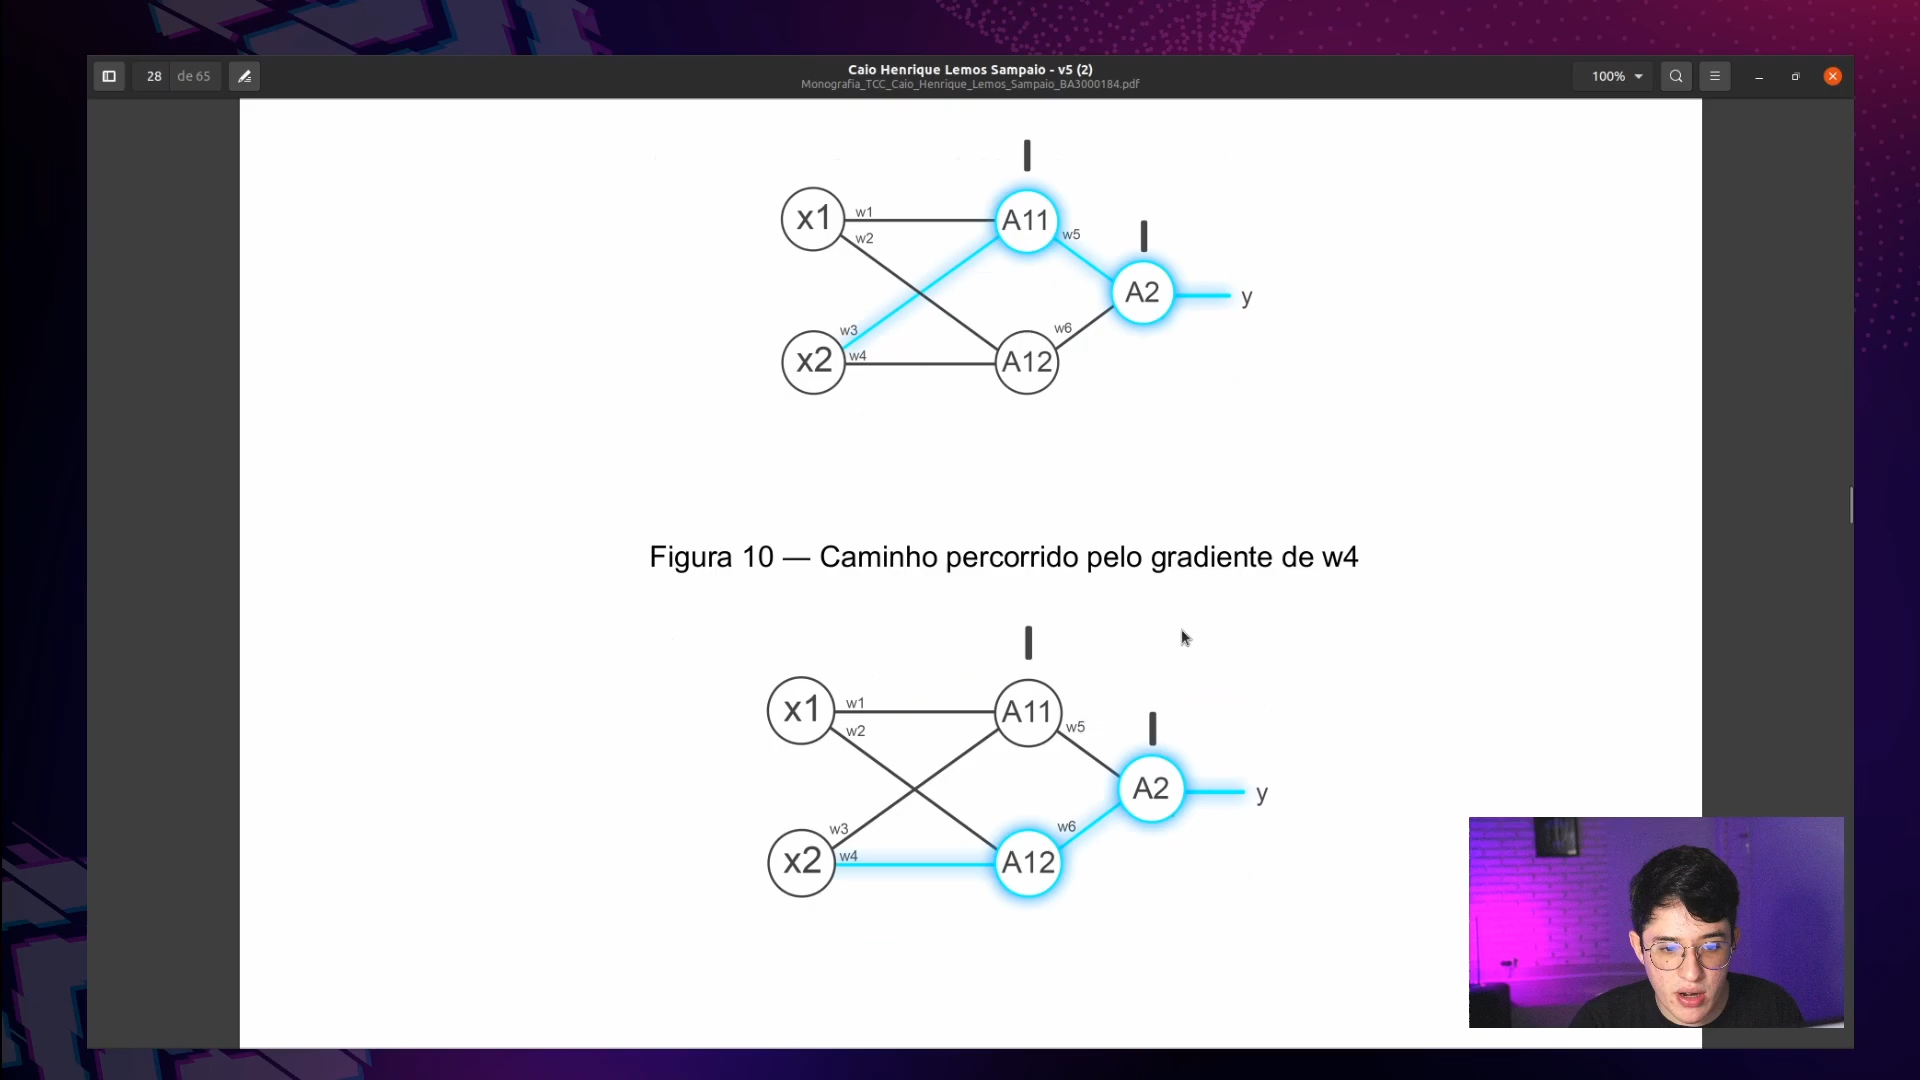 28 de 65
Caio Henrique Lemos Sampaio - v5 (2)
Monografia_TCC_Caio_Henrique_Lemos_Sampaio_BA3000184.pdf
100%
x1 w1 A11
w2 w5
A2 y
w3 w6
x2 w4 A12
Figura 10 — Caminho percorrido pelo gradiente de w4
x1 w1 A11
w2 w5
A2 y
w3 w6
x2 w4 A12